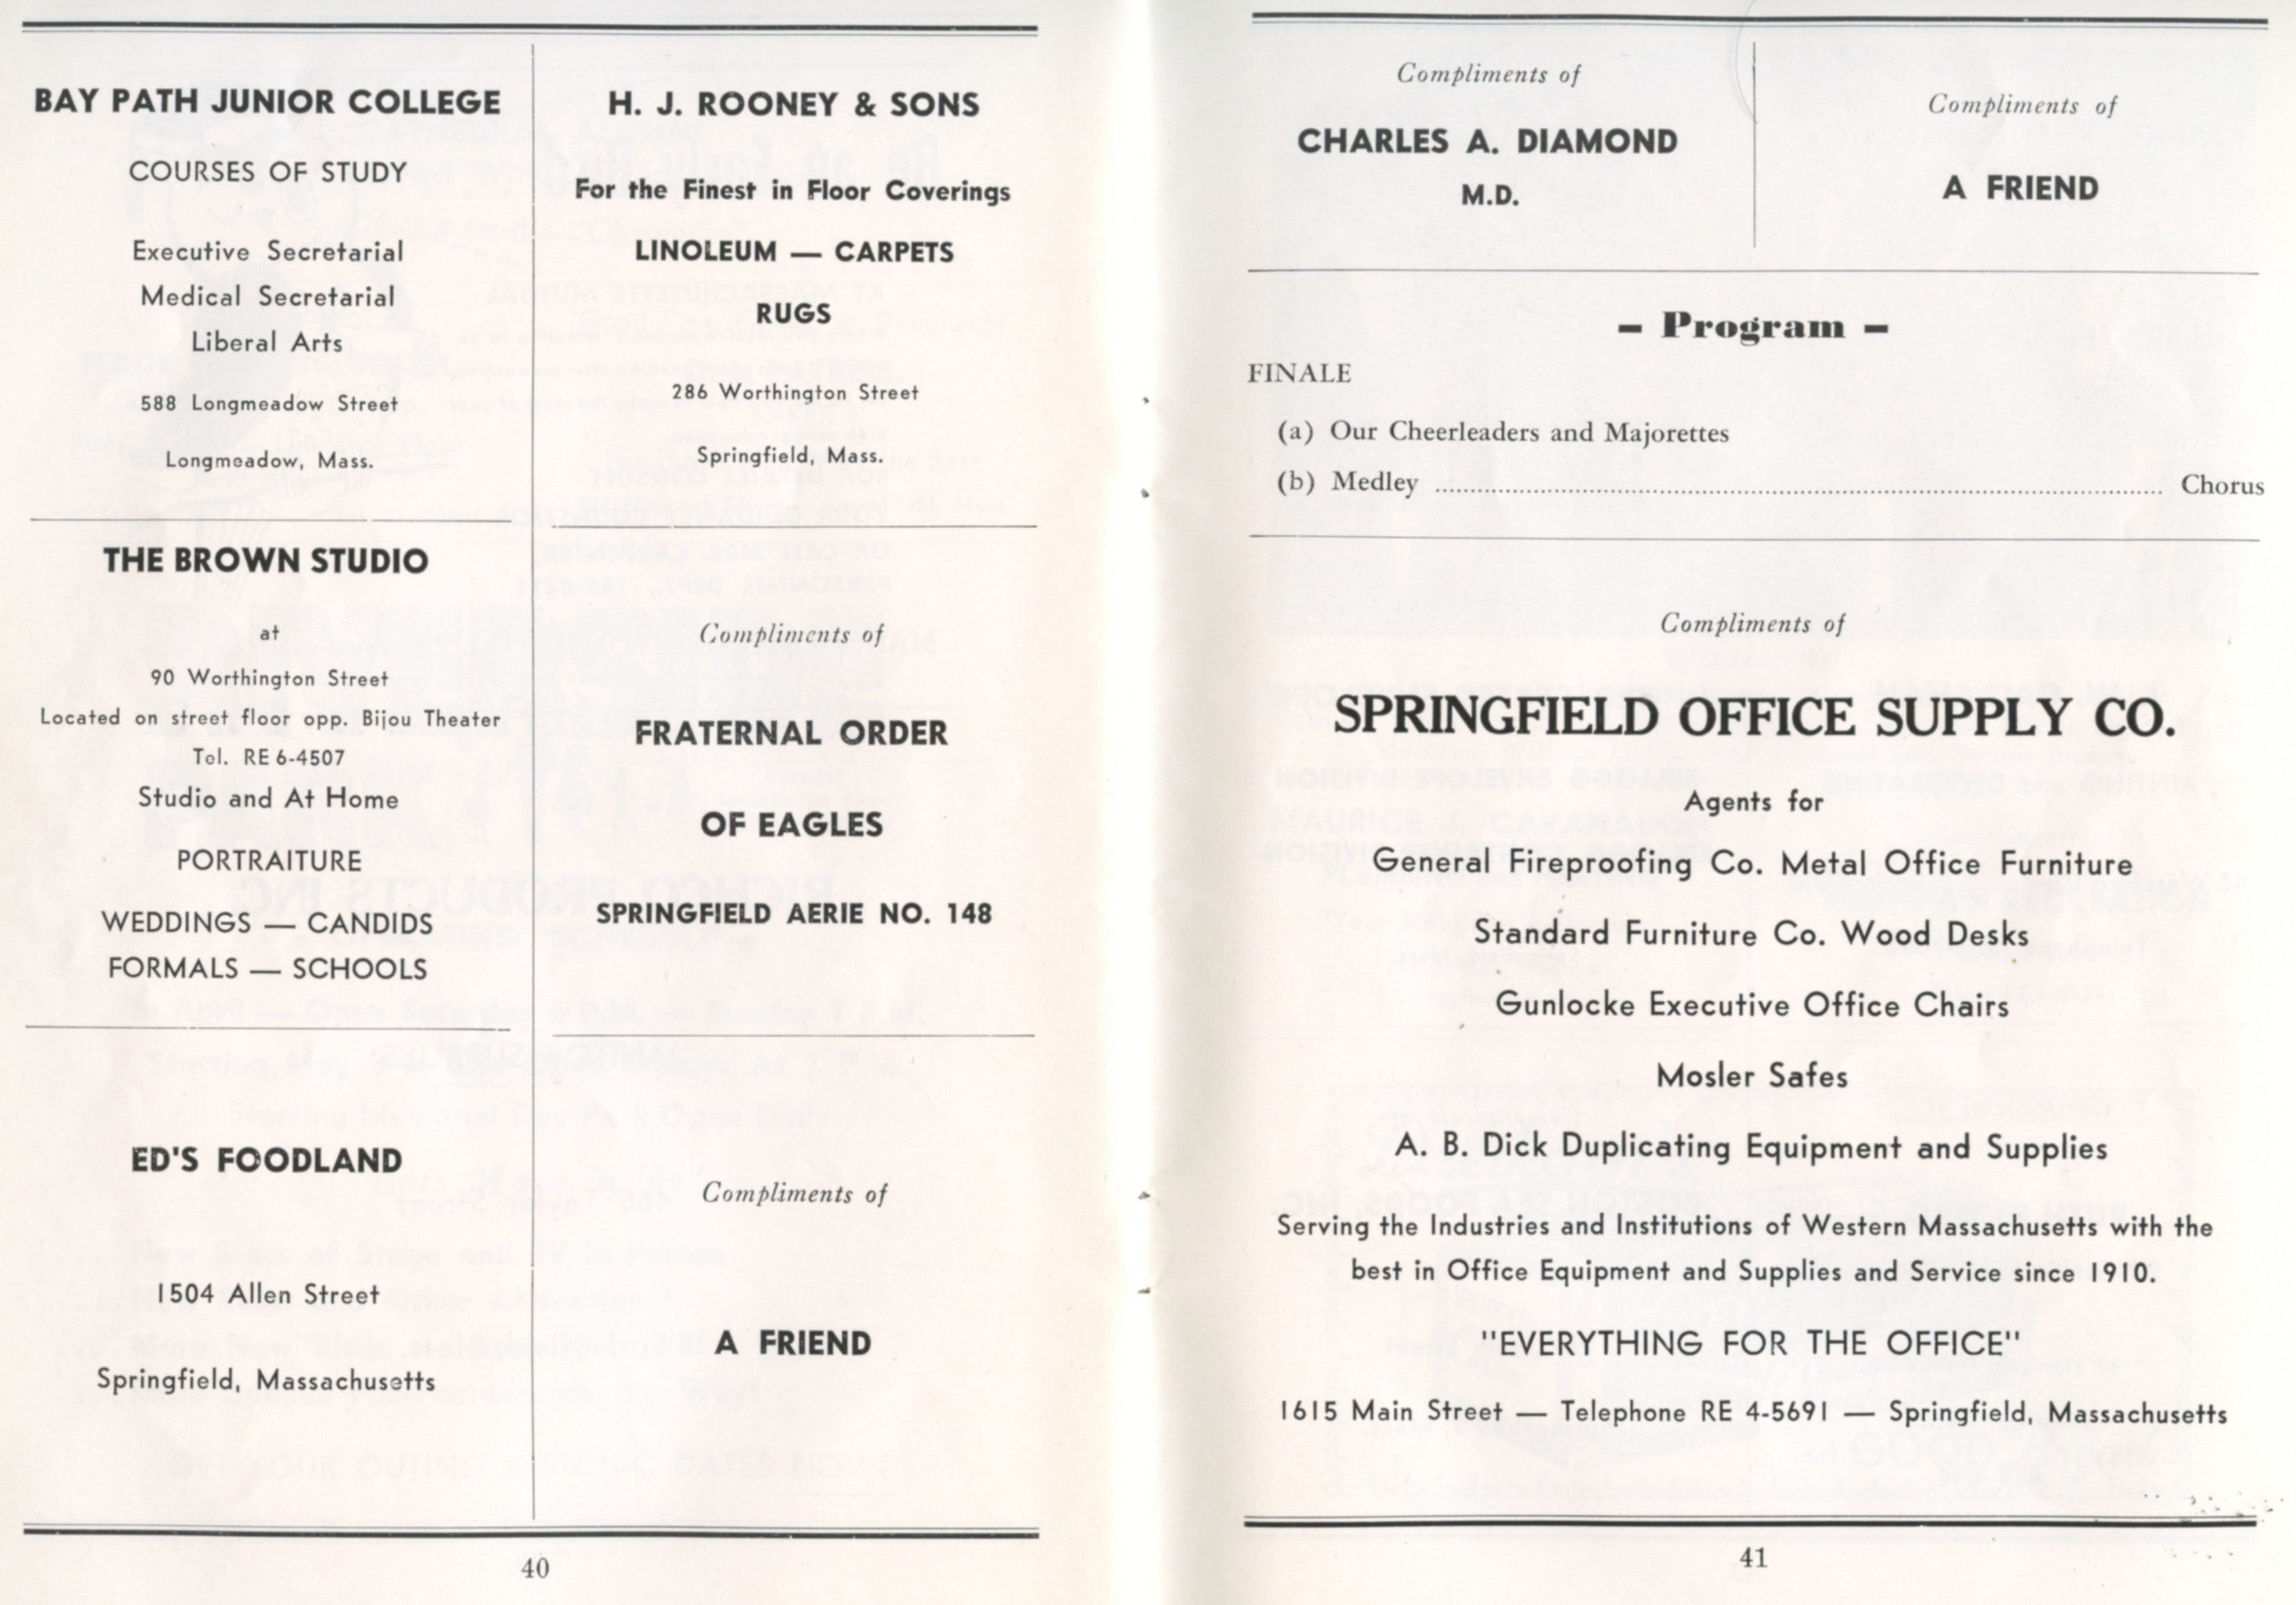 BAY PATH JUNIOR COLLEGE
COURSES OF STUDY
Executive Secretarial
Medical Secretarial
Liberal Arts
588 Longmeadow Street
Longmeadow, Mass.
THE BROWN STUDIO
at
90 Worthington Street
Located on street floor opp. Bijou Theater
Tel. RE 6-4507
Studio and At Home
PORTRAITURE
WEDDINGS — CANDIDS
FORMALS — SCHOOLS
ED'S FOODLAND
1504 Allen Street
Springfield, Massachusetts
H. J. ROONEY & SONS
For the Finest in Floor Coverings
LINOLEUM — CARPETS
RUGS
286 Worthington Street
Springfield, Mass.
Compliments of
FRATERNAL ORDER
OF EAGLES
SPRINGFIELD AERIE NO. 148
Compliments of
A FRIEND
40
Compliments of
CHARLES A. DIAMOND
M.D.
Compliments of
A FRIEND
– Program –
FINALE
(a) Our Cheerleaders and Majorettes
(b) Medley ........................................ Chorus
Compliments of
SPRINGFIELD OFFICE SUPPLY CO.
Agents for
General Fireproofing Co. Metal Office Furniture
Standard Furniture Co. Wood Desks
Gunlocke Executive Office Chairs
Mosler Safes
A. B. Dick Duplicating Equipment and Supplies
Serving the Industries and Institutions of Western Massachusetts with the
best in Office Equipment and Supplies and Service since 1910.
"EVERYTHING FOR THE OFFICE"
1615 Main Street — Telephone RE 4-5691 — Springfield, Massachusetts
41